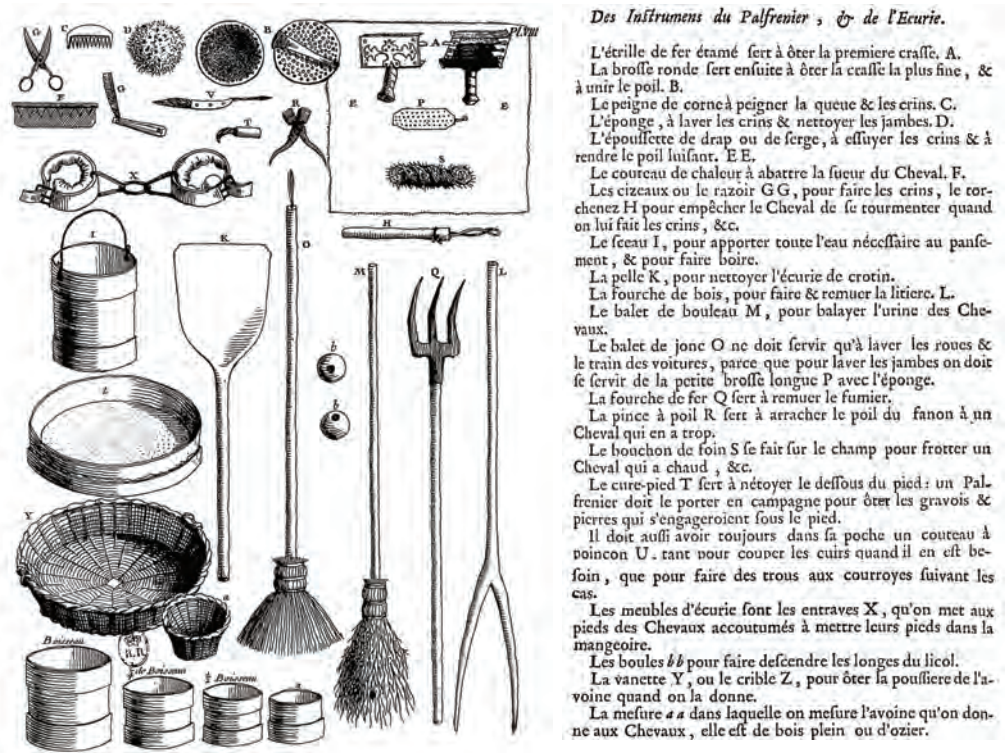 G
C
D
B
Pl. VIII
A
F
G
V
T
R
E
P
E
S
X
H
I
K
O
M
Q
L
b
b
Z
Y
a
Boisseau
R.R
de Boisseau
½ Boisseau
Des Inſtrumens du Palfrenier, & de l'Ecurie.
L'étrille de fer étamé ſert à ôter la premiere craſſe. A.
La broſſe ronde ſert enſuite à ôter la craſſe la plus fine, &
à unir le poil. B.
Le peigne de corne à peigner la queue & les crins. C.
L'éponge, à laver les crins & nettoyer les jambes. D.
L'épouſſette de drap ou de ſerge, à eſſuyer les crins & à
rendre le poil luiſant. E E.
Le couteau de chaleur à abattre la ſueur du Cheval. F.
Les cizeaux ou le razoir G G, pour faire les crins, le tor-
chenez H pour empêcher le Cheval de ſe tourmenter quand
on lui fait les crins, &c.
Le ſceau I, pour apporter toute l'eau néceſſaire au panſe-
ment, & pour faire boire.
La pelle K, pour nettoyer l'écurie de crotin.
La fourche de bois, pour faire & remuer la litiere. L.
Le balet de bouleau M, pour balayer l'urine des Che-
vaux.
Le balet de jonc O ne doit ſervir qu'à laver les roues &
le train des voitures, parce que pour laver les jambes on doit
ſe ſervir de la petite broſſe longue P avec l'éponge.
La fourche de fer Q ſert à remuer le fumier.
La pince à poil R ſert à arracher le poil du fanon à un
Cheval qui en a trop.
Le bouchon de foin S ſe fait ſur le champ pour frotter un
Cheval qui a chaud, &c.
Le cure-pied T ſert à nétoyer le deſſous du pied: un Pal-
frenier doit le porter en campagne pour ôter les gravois &
pierres qui s'engageroient ſous le pied.
Il doit auſſi avoir toujours dans ſa poche un couteau à
poinçon U, tant pour couper les cuirs quand il en eſt be-
ſoin, que pour faire des trous aux courroyes ſuivant les
cas.
Les meubles d'écurie ſont les entraves X, qu'on met aux
pieds des Chevaux accoutumés à mettre leurs pieds dans la
mangeoire.
Les boules b b pour faire deſcendre les longes du licol.
La vanette Y, ou le crible Z, pour ôter la pouſſiere de l'a-
voine quand on la donne.
La meſure a a dans laquelle on meſure l'avoine qu'on don-
ne aux Chevaux, elle eſt de bois plein ou d'ozier.